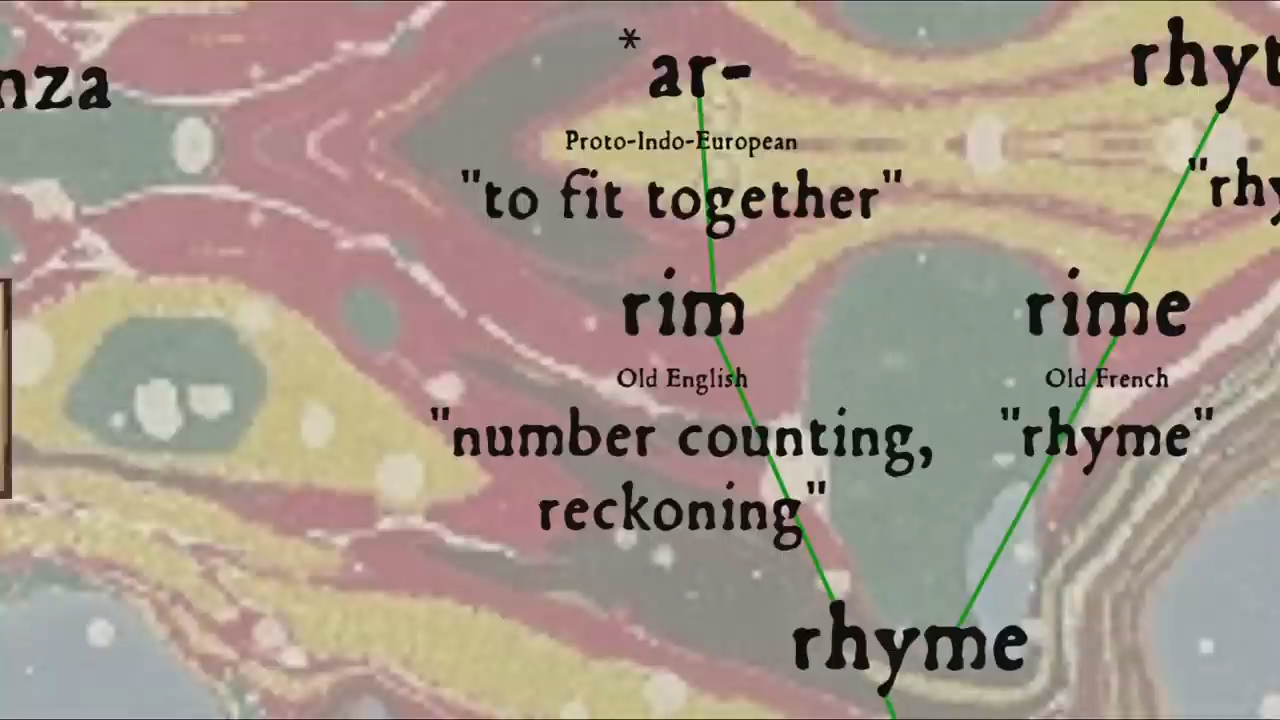 nza
*
ar-
rhyt
Proto-Indo-European
"to fit together"
"rhy
rim
rime
Old English
Old French
"number counting,
reckoning"
"rhyme"
rhyme